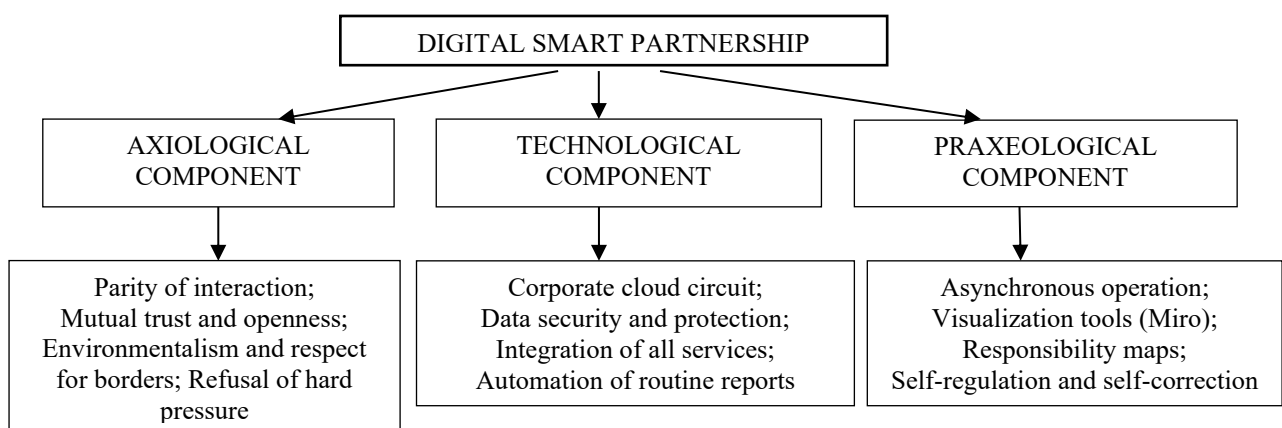 DIGITAL SMART PARTNERSHIP
AXIOLOGICAL
COMPONENT
TECHNOLOGICAL
COMPONENT
PRAXEOLOGICAL
COMPONENT
Parity of interaction;
Mutual trust and openness;
Environmentalism and respect
for borders; Refusal of hard
pressure
Corporate cloud circuit;
Data security and protection;
Integration of all services;
Automation of routine reports
Asynchronous operation;
Visualization tools (Miro);
Responsibility maps;
Self-regulation and self-correction